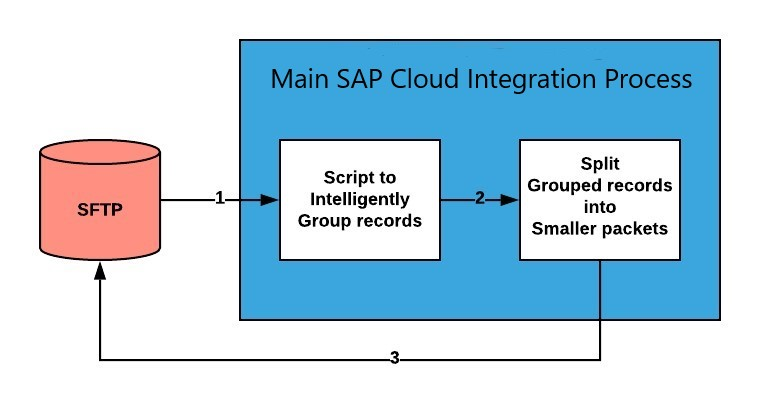 Main SAP Cloud Integration Process
SFTP
1
Script to
Intelligently
Group records
2
Split
Grouped records
into
Smaller packets
3